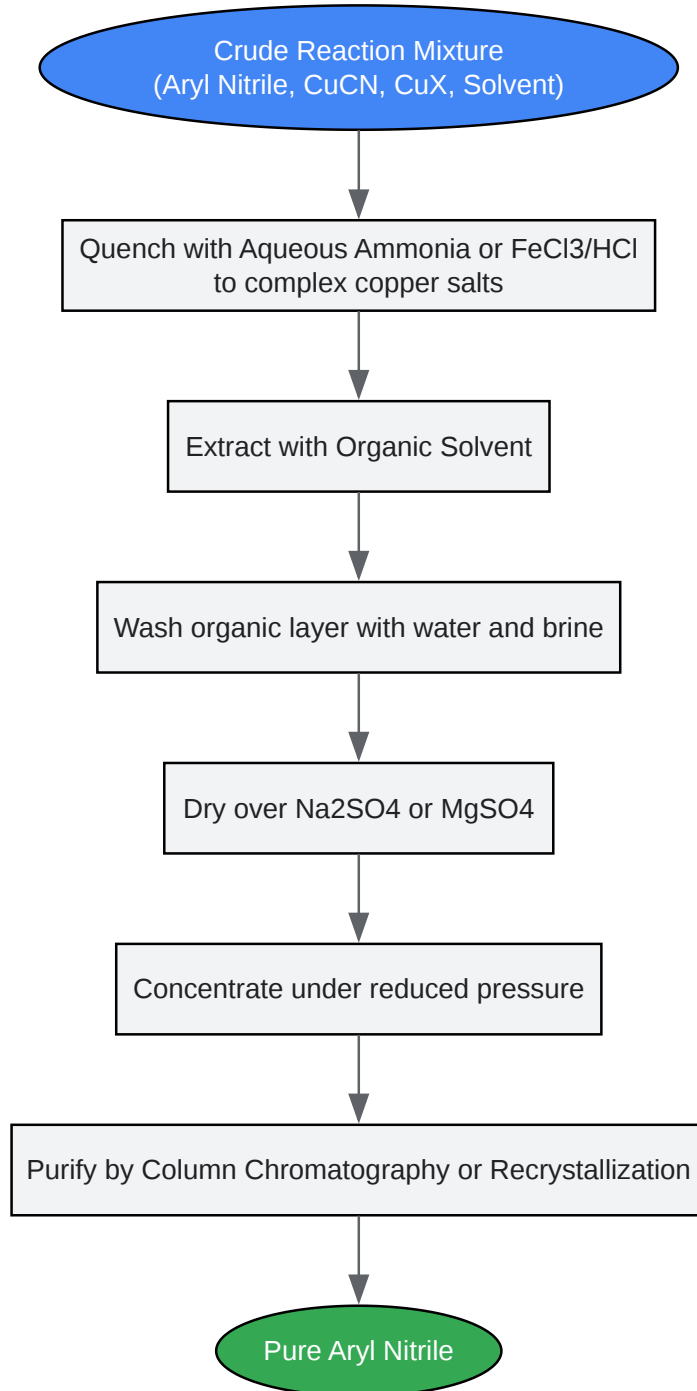 Crude Reaction Mixture
(Aryl Nitrile, CuCN, CuX, Solvent)
Quench with Aqueous Ammonia or FeCl3/HCl
to complex copper salts
Extract with Organic Solvent
Wash organic layer with water and brine
Dry over Na2SO4 or MgSO4
Concentrate under reduced pressure
Purify by Column Chromatography or Recrystallization
Pure Aryl Nitrile